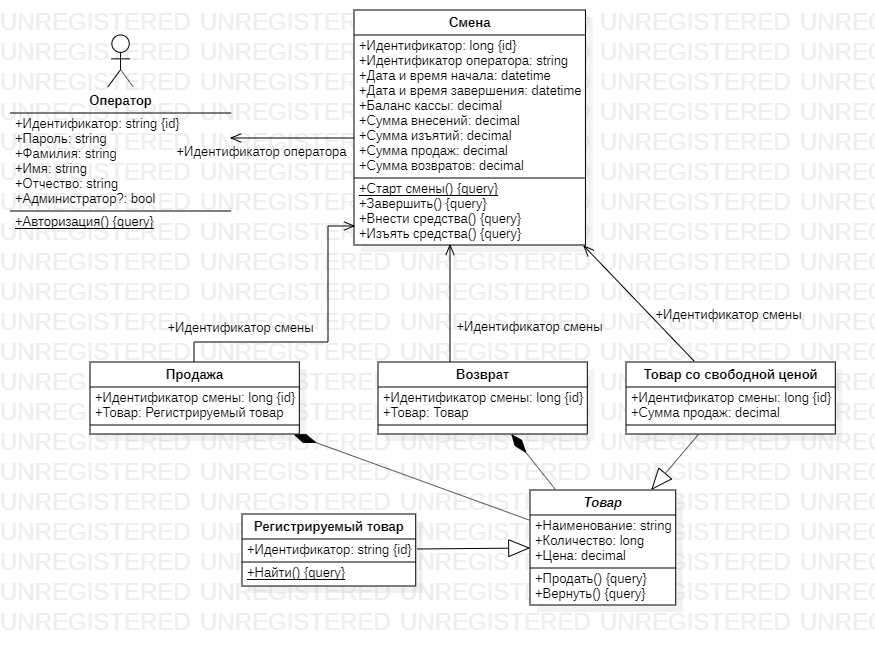 Смена
+Идентификатор: long {id}
+Идентификатор оператора: string
+Дата и время начала: datetime
+Дата и время завершения: datetime
+Баланс кассы: decimal
+Сумма внесений: decimal
+Сумма изъятий: decimal
+Сумма продаж: decimal
+Сумма возвратов: decimal
+Старт смены() {query}
+Завершить() {query}
+Внести средства() {query}
+Изъять средства() {query}
Оператор
+Идентификатор: string {id}
+Пароль: string
+Фамилия: string
+Имя: string
+Отчество: string
+Администратор?: bool
+Авторизация() {query}
+Идентификатор оператора
+Идентификатор смены
+Идентификатор смены
+Идентификатор смены
Продажа
+Идентификатор смены: long {id}
+Товар: Регистрируемый товар
Возврат
+Идентификатор смены: long {id}
+Товар: Товар
Товар со свободной ценой
+Идентификатор смены: long {id}
+Сумма продаж: decimal
Регистрируемый товар
+Идентификатор: string {id}
+Найти() {query}
Товар
+Наименование: string
+Количество: long
+Цена: decimal
+Продать() {query}
+Вернуть() {query}
UNREGISTERED